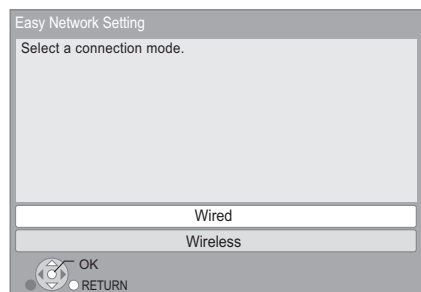 Easy Network Setting
Select a connection mode.
Wired
Wireless
OK
RETURN